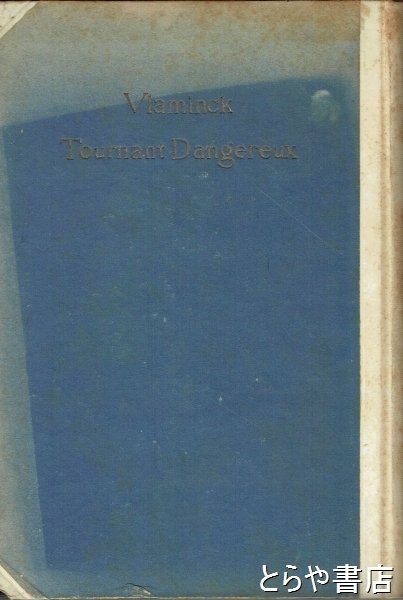 Vlaminck
Tournant Dangereux
とらや書店